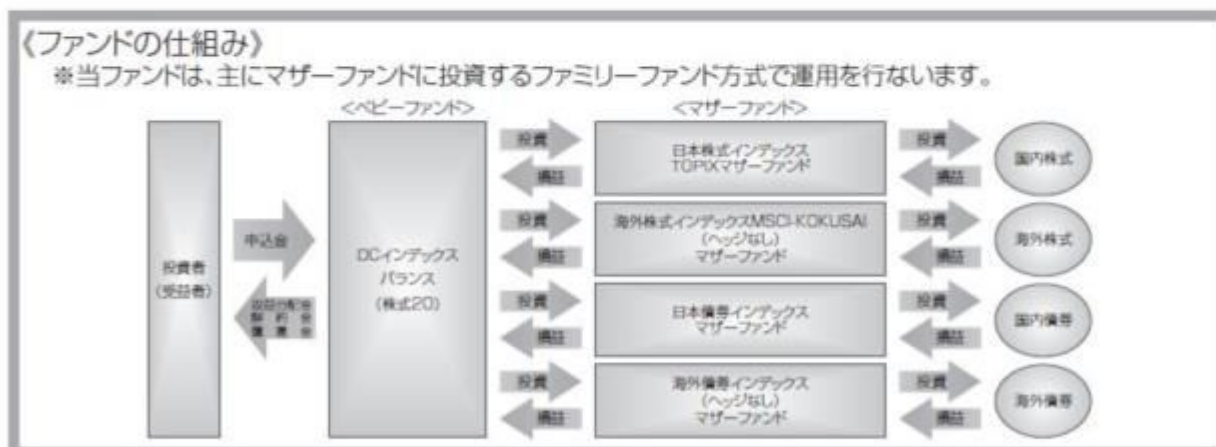 《ファンドの仕組み》
※当ファンドは、主にマザーファンドに投資するファミリーファンド方式で運用を行ないます。
<ベビーファンド>
<マザーファンド>
投資者
(受益者)
申込金
収益分配金
解約金
償還金
DCインデックス
バランス
(株式20)
投資
損益
日本株式インデックス
TOPIXマザーファンド
投資
損益
国内株式
投資
損益
海外株式インデックスMSCI-KOKUSAI
(ヘッジなし)
マザーファンド
投資
損益
海外株式
投資
損益
日本債券インデックス
マザーファンド
投資
損益
国内債券
投資
損益
海外債券インデックス
(ヘッジなし)
マザーファンド
投資
損益
海外債券